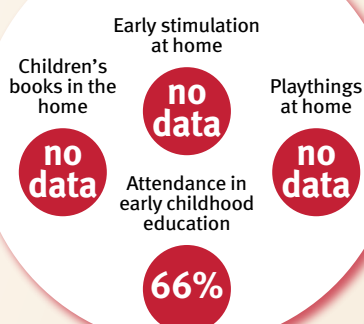 Early stimulation
at home
no
data
Children’s
books in the
home
no
data
Playthings
at home
no
data
Attendance in
early childhood
education
66%